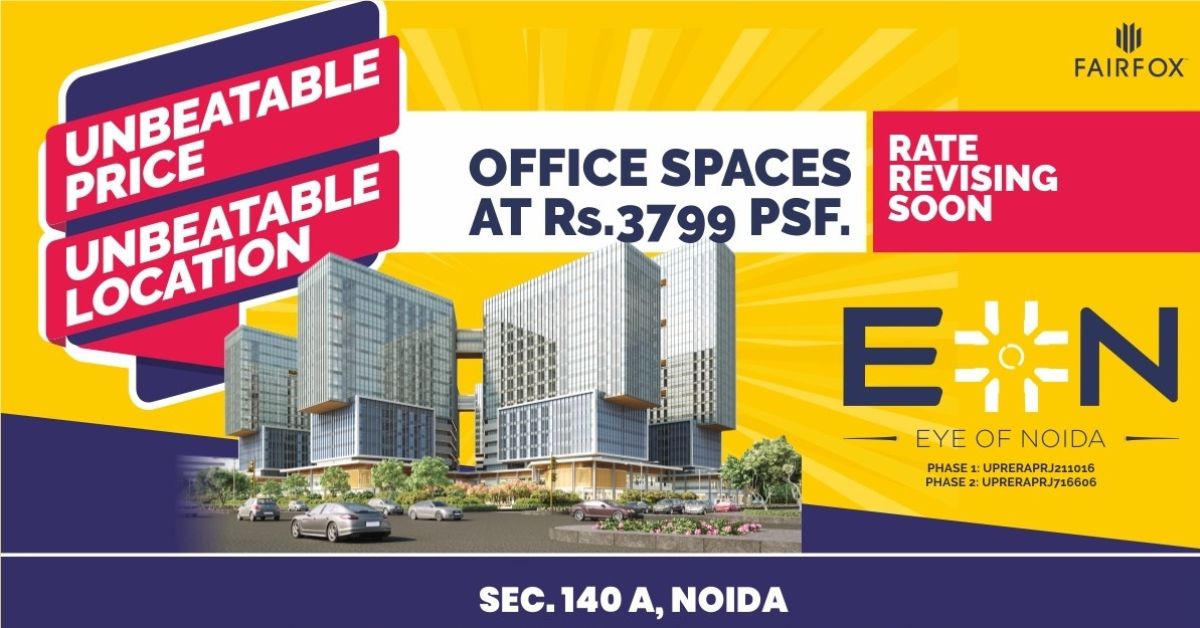 UNBEATABLE
PRICE
UNBEATABLE
LOCATION
FAIRFOX
OFFICE SPACES
AT Rs.3799 PSF.
RATE
REVISING
SOON
EON
EYE OF NOIDA
PHASE 1: UPRERAPRJ211016
PHASE 2: UPRERAPRJ716606
SEC. 140 A, NOIDA